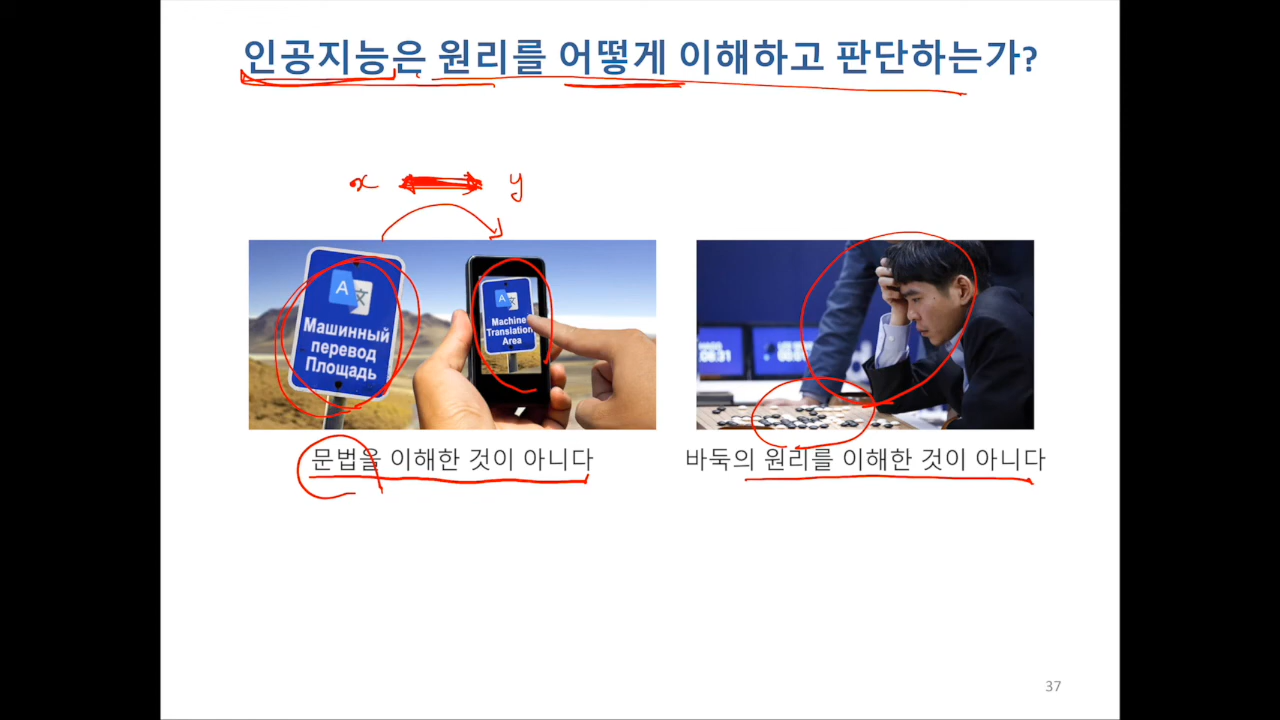 인공지능은 원리를 어떻게 이해하고 판단하는가?
x y
A 文
Машинный
перевод
Площадь
A 文
Machine
Translation
Area
문법을 이해한 것이 아니다
바둑의 원리를 이해한 것이 아니다
37